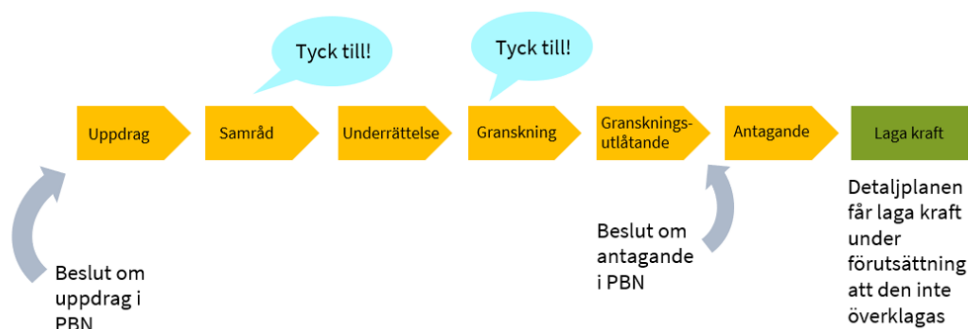 Tyck till!
Tyck till!
Uppdrag
Samråd
Underrättelse
Granskning
Gransknings-
utlåtande
Antagande
Laga kraft
Beslut om
uppdrag i
PBN
Beslut om
antagande
i PBN
Detaljplanen
får laga kraft
under
förutsättning
att den inte
överklagas